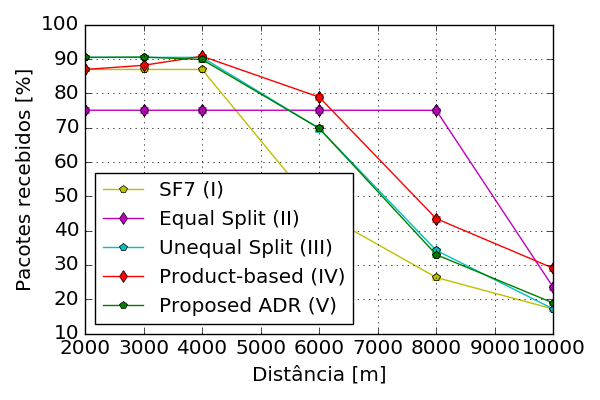 100
90
80
70
60
50
40
30
20
10
Pacotes recebidos [%]
SF7 (I)
Equal Split (II)
Unequal Split (III)
Product-based (IV)
Proposed ADR (V)
2000 3000 4000 5000 6000 7000 8000 9000 10000
Distância [m]